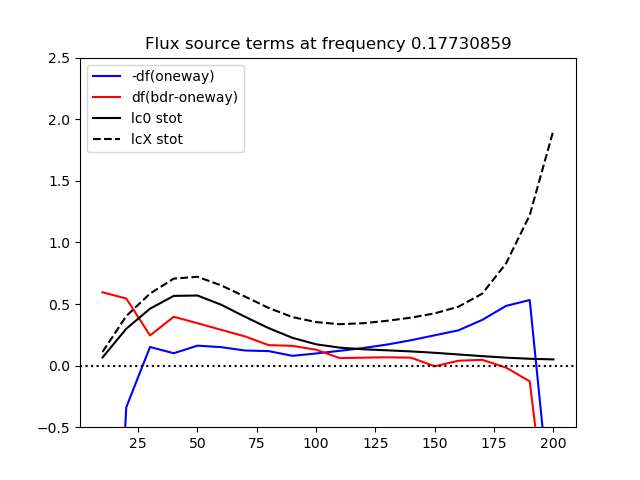 Flux source terms at frequency 0.17730859
2.5
2.0
1.5
1.0
0.5
0.0
−0.5
-df(oneway)
df(bdr-oneway)
lc0 stot
lcX stot
25 50 75 100 125 150 175 200